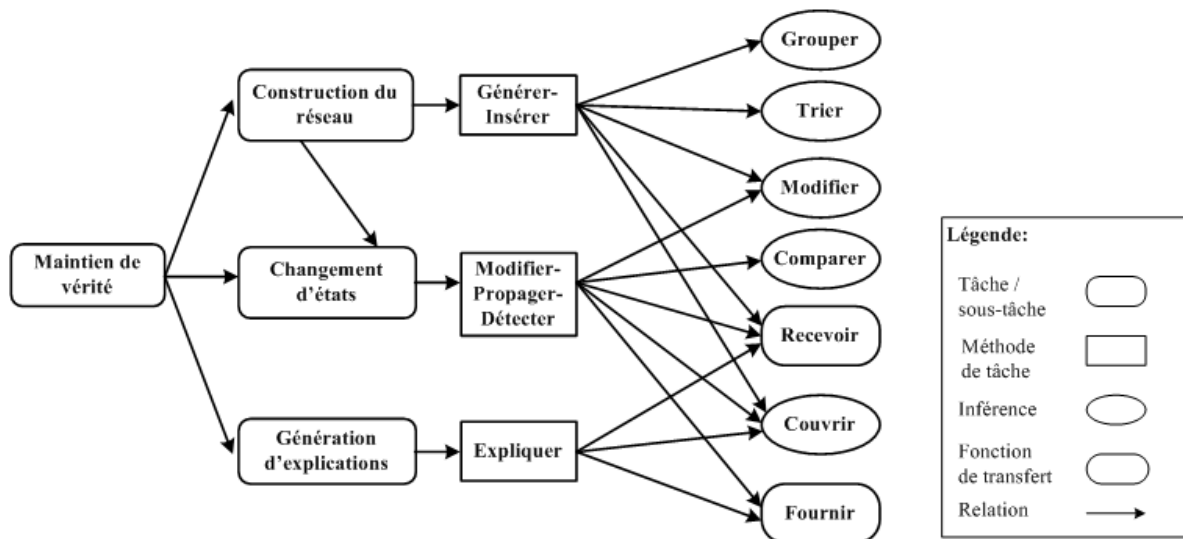 Maintien de
vérité
Construction du
réseau
Changement
d'états
Génération
d'explications
Générer-
Insérer
Modifier-
Propager-
Détecter
Expliquer
Grouper
Trier
Modifier
Comparer
Recevoir
Couvrir
Fournir
Légende:
Tâche /
sous-tâche
Méthode
de tâche
Inférence
Fonction
de transfert
Relation